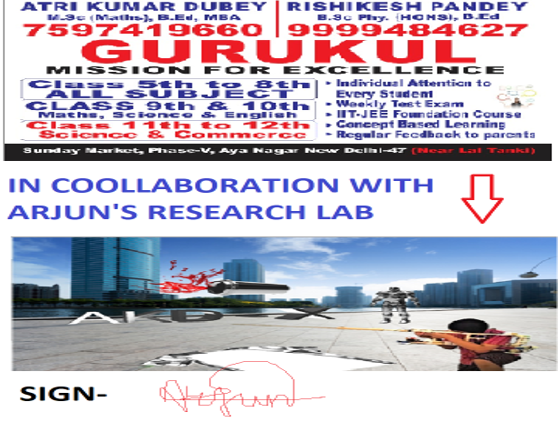 ATRI KUMAR DUBEY
M.Sc (Maths), B.Ed, MBA
7597419660
RISHIKESH PANDEY
B.Sc Phy. (HONS), B.Ed
9999484627
GURUKUL
MISSION FOR EXCELLENCE
Class 5th to 8th
ALL SUBJECT
CLASS 9th & 10th
Maths, Science & English
Class 11th to 12th
Science & Commerce
• Individual Attention to
Every Student
• Weekly Test Exam
• IIT-JEE Foundation Course
• Concept Based Learning
• Regular Feedback to parents
Sunday Market, Phase-V, Aya Nagar New Delhi-47 (Near Lal Tanki)
IN COOLLABORATION WITH
ARJUN'S RESEARCH LAB
AKD - X
SIGN- Arjun